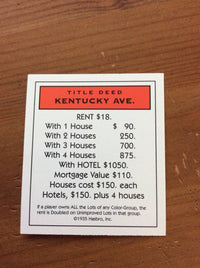 TITLE DEED
KENTUCKY AVE.
RENT $18.
With 1 House $ 90.
With 2 Houses 250.
With 3 Houses 700.
With 4 Houses 875.
With HOTEL $1050.
Mortgage Value $110.
Houses cost $150. each
Hotels, $150. plus 4 houses
If a player owns ALL the Lots of any Color-Group, the
rent is Doubled on Unimproved Lots in that group.
©1935 Hasbro, Inc.